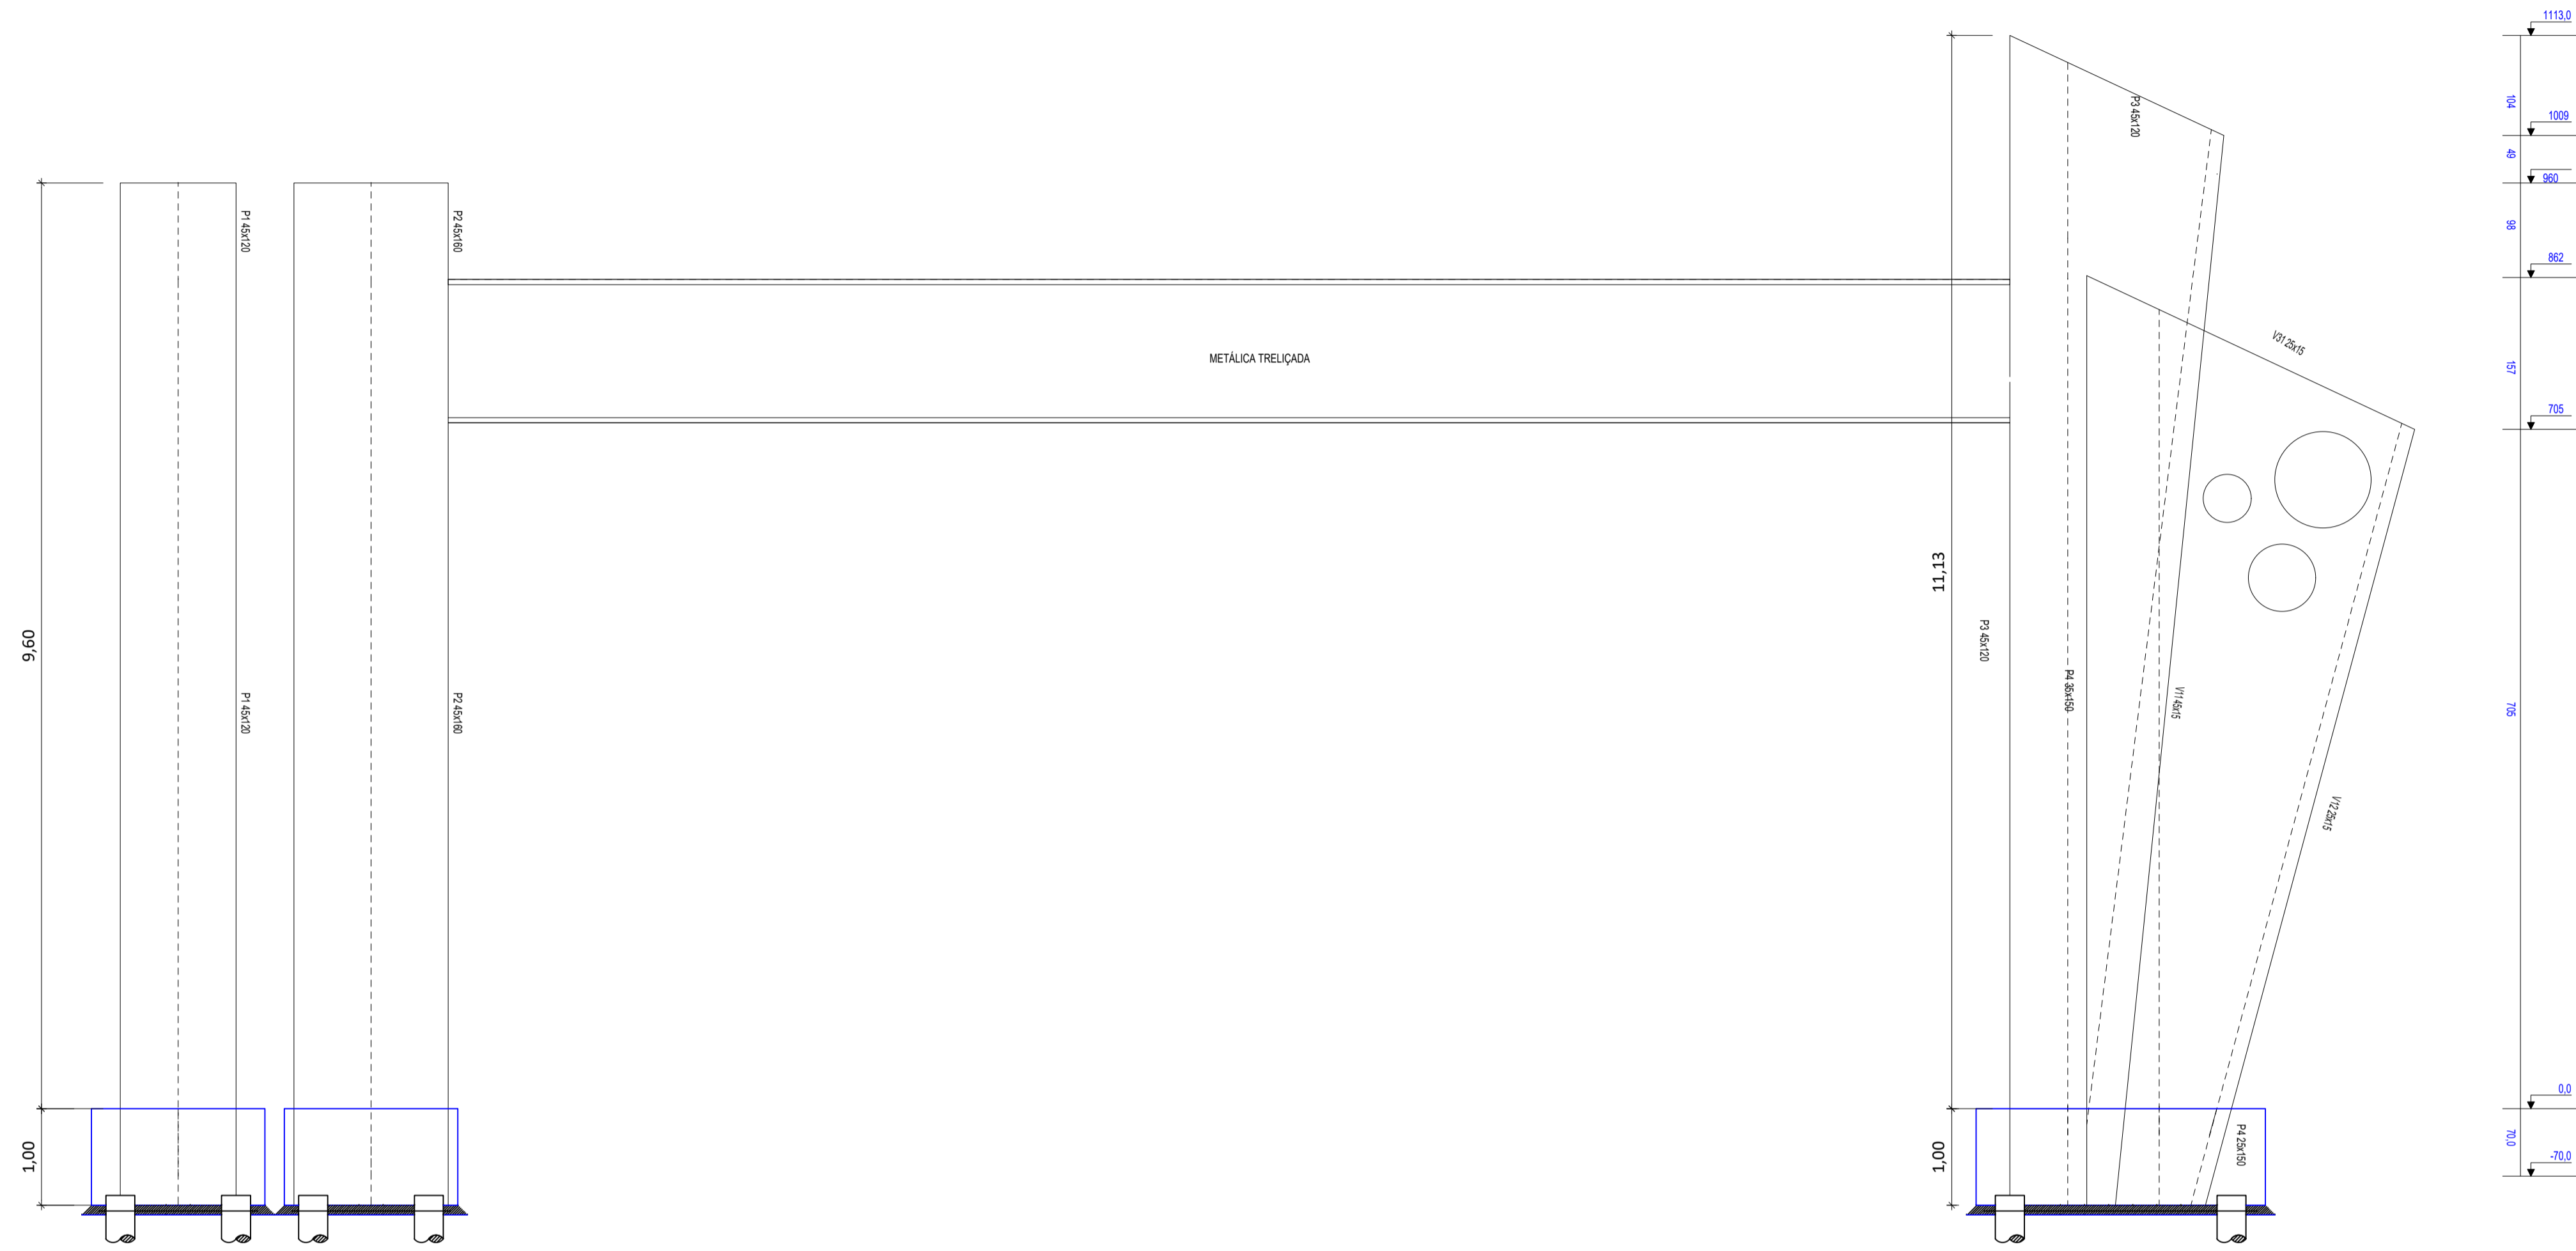 1113,0
104
1009
49
960
98
862
157
705
705
0,0
70,0
-70,0
P3 45x120
P1 45x120
P2 45x160
METÁLICA TRELIÇADA
V31 25x15
11,13
9,60
P3 45x120
P4 35x150
V11 45x15
P1 45x120
P2 45x160
V12 25x15
1,00
1,00
P4 25x150